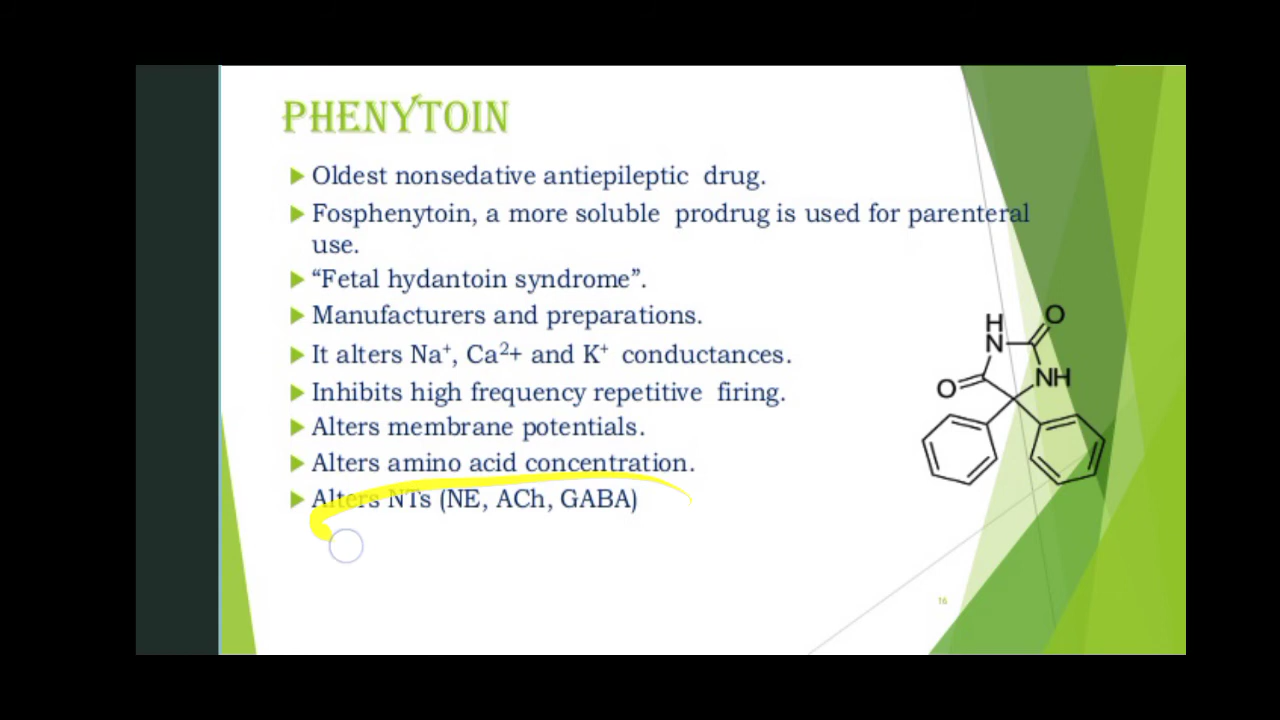 PHENYTOIN
Oldest nonsedative antiepileptic drug.
Fosphenytoin, a more soluble prodrug is used for parenteral
use.
“Fetal hydantoin syndrome”.
Manufacturers and preparations.
It alters Na⁺, Ca²+ and K⁺ conductances.
Inhibits high frequency repetitive firing.
Alters membrane potentials.
Alters amino acid concentration.
Alters NTs (NE, ACh, GABA)
H
N
O
O
NH
16